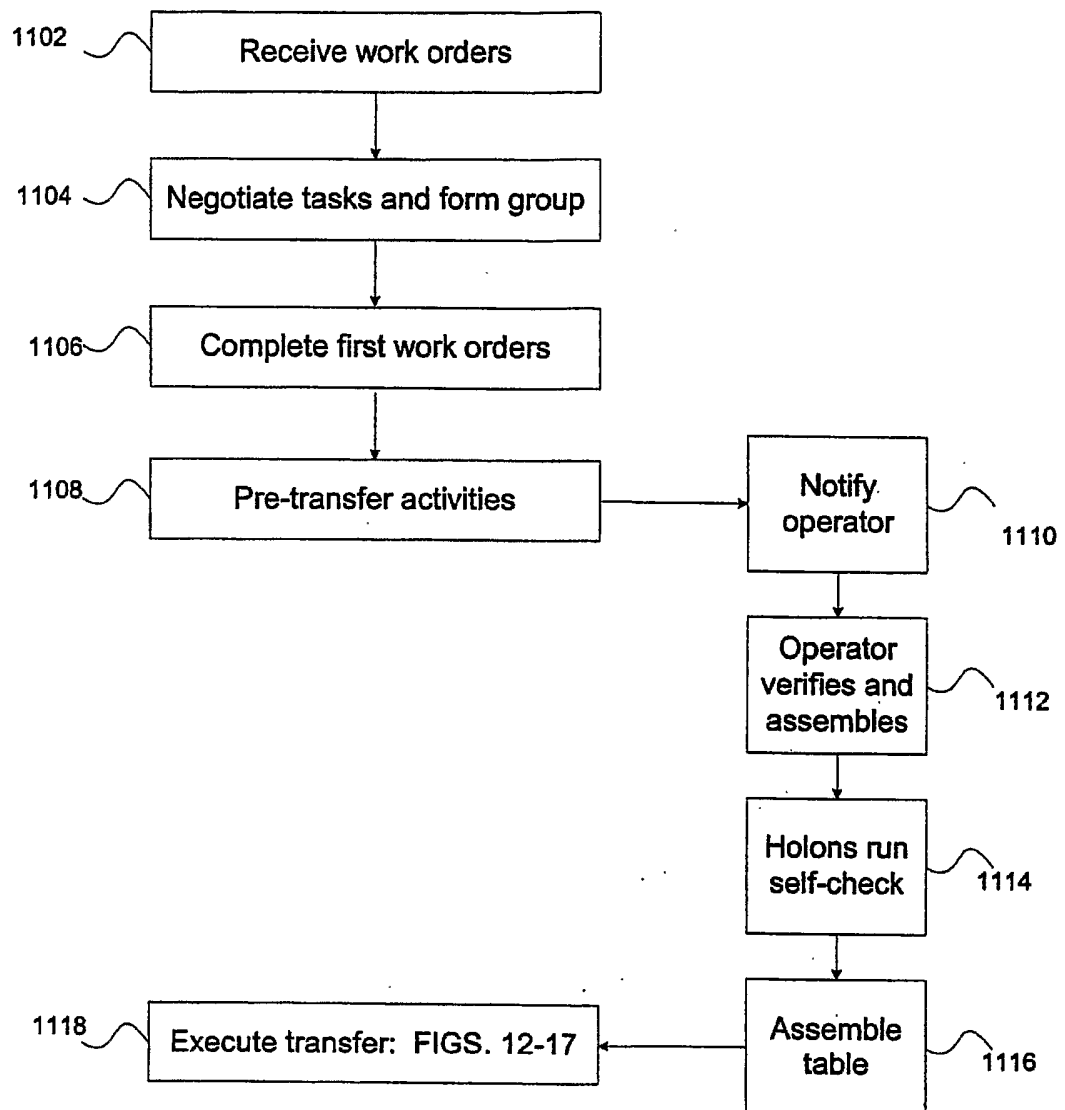 1102
Receive work orders
1104
Negotiate tasks and form group
1106
Complete first work orders
1108
Pre-transfer activities
Notify
operator
1110
Operator
verifies and
assembles
1112
Holons run
self-check
1114
Assemble
table
1116
1118
Execute transfer: FIGS. 12-17